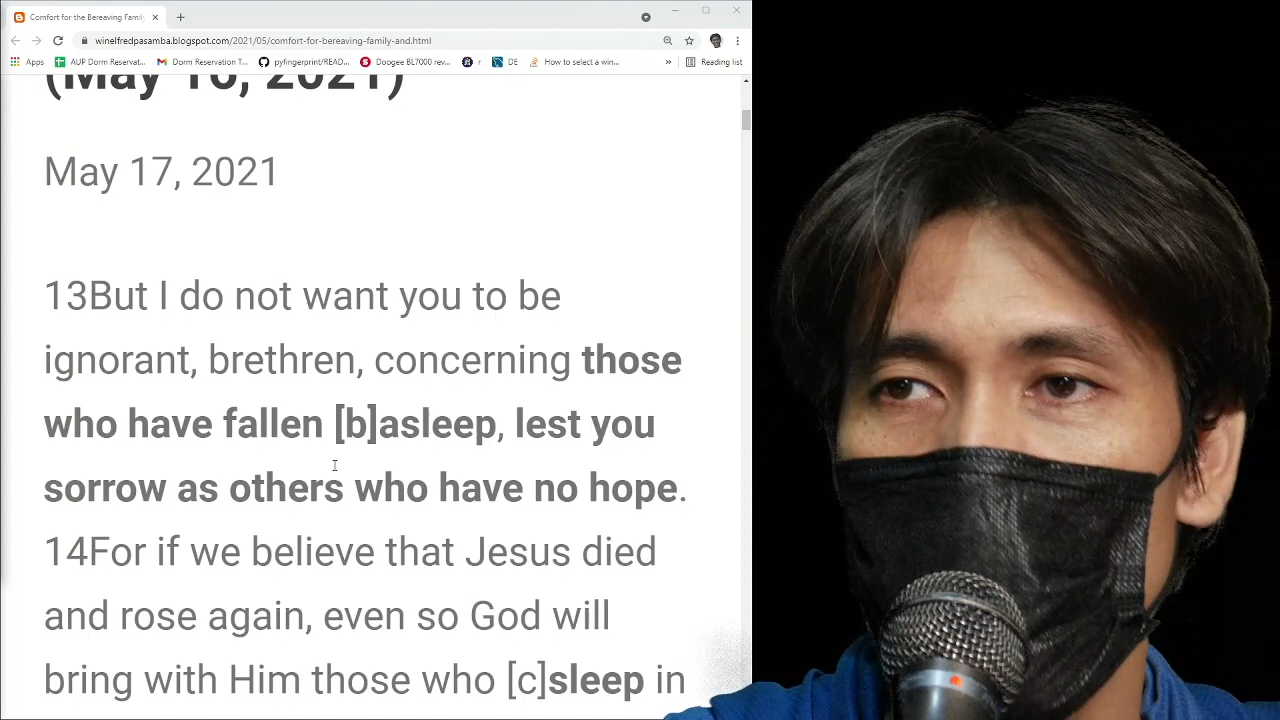 Comfort for the Bereaving Family
winelfredpasamba.blogspot.com/2021/05/comfort-for-bereaving-family-and.html
Apps AUP Dorm Reservat... Dorm Reservation T... pyfingerprint/READ... Doogee BL7000 rev... r DE How to select a win... » Reading list
(May 16, 2021)
May 17, 2021
13But I do not want you to be
ignorant, brethren, concerning those
who have fallen [b]asleep, lest you
sorrow as others who have no hope.
14For if we believe that Jesus died
and rose again, even so God will
bring with Him those who [c]sleep in